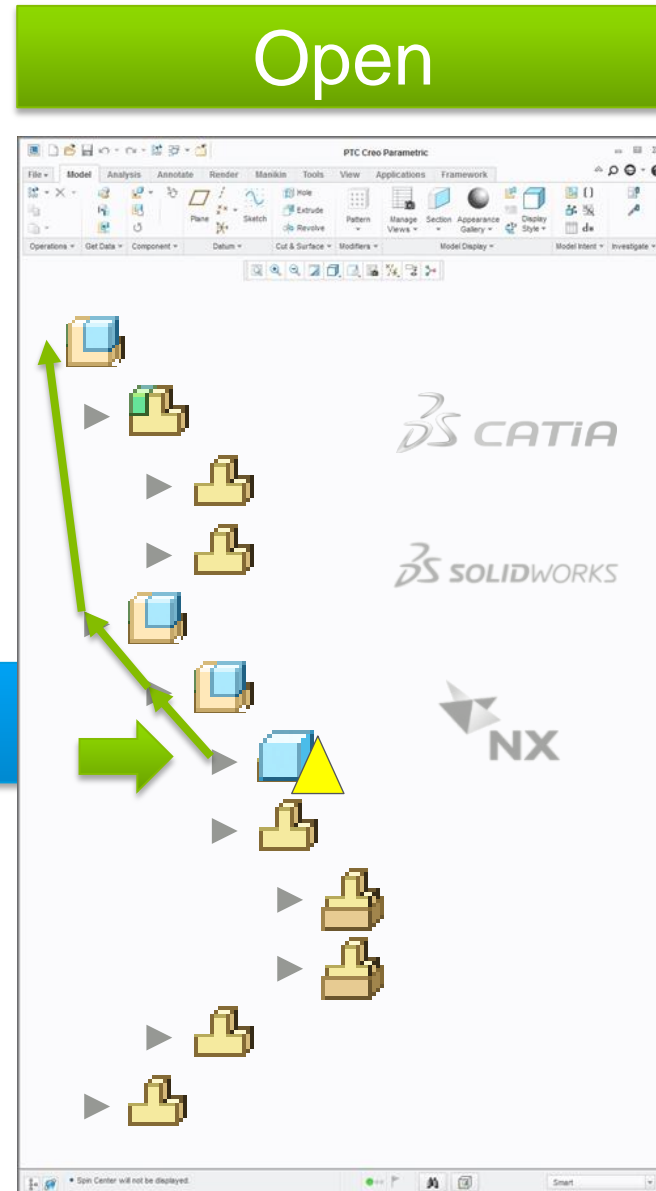 Open
PTC Creo Parametric
File Model Analysis Annotate Render Manikin Tools View Applications Framework
Hole
Extrude
Revolve
Plane Sketch Pattern Manage Views Section Appearance Gallery Display Style
Operations Get Data Component Datum Cut & Surface Modifiers Model Display Model Intent Investigate
3DS CATIA
3DS SOLIDWORKS
NX
• Spin Center will not be displayed.
Smart